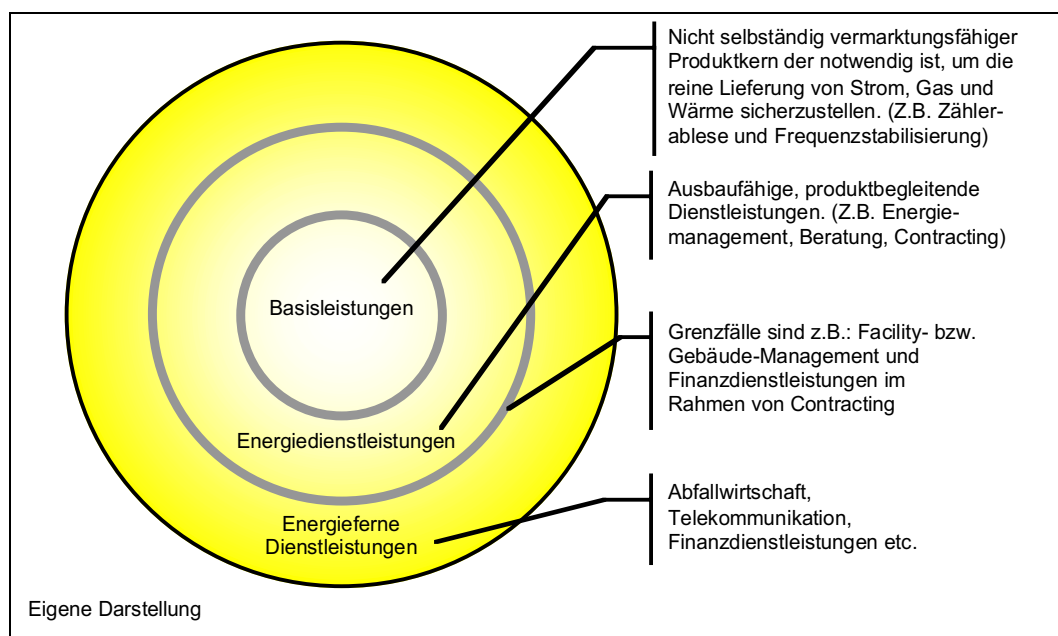 Nicht selbständig vermarktungsfähiger
Produktkern der notwendig ist, um die
reine Lieferung von Strom, Gas und
Wärme sicherzustellen. (Z.B. Zähler-
ablese und Frequenzstabilisierung)
Ausbaufähige, produktbegleitende
Dienstleistungen. (Z.B. Energie-
management, Beratung, Contracting)
Basisleistungen
Grenzfälle sind z.B.: Facility- bzw.
Gebäude-Management und
Finanzdienstleistungen im
Rahmen von Contracting
Energiedienstleistungen
Abfallwirtschaft,
Telekommunikation,
Finanzdienstleistungen etc.
Energieferne
Dienstleistungen
Eigene Darstellung